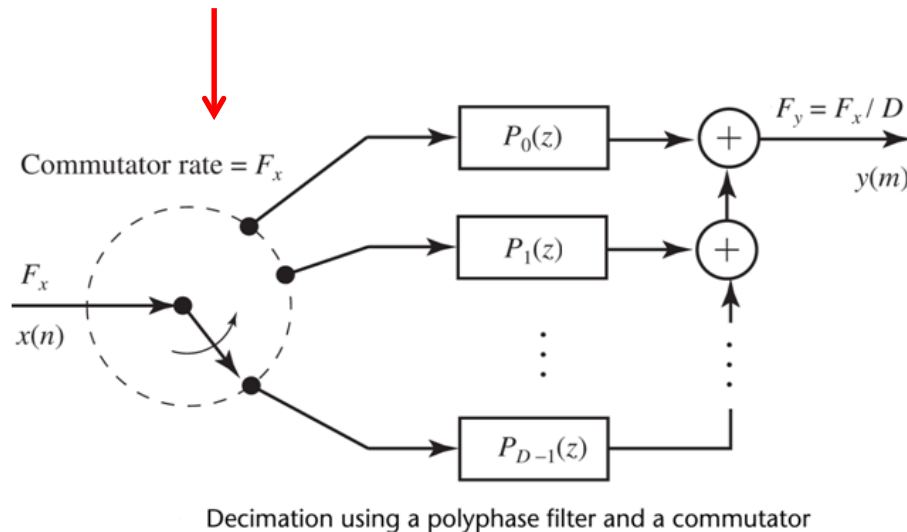 F_y = F_x / D
P_0(z)
y(m)
Commutator rate = F_x
P_1(z)
F_x
x(n)
P_{D-1}(z)
Decimation using a polyphase filter and a commutator